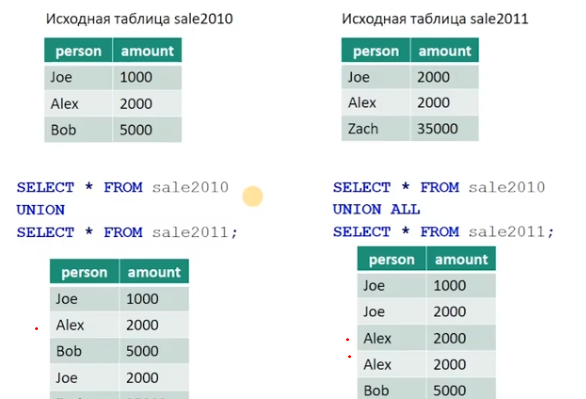 Исходная таблица sale2010
person amount
Joe 1000
Alex 2000
Bob 5000
Исходная таблица sale2011
person amount
Joe 2000
Alex 2000
Zach 35000
SELECT * FROM sale2010
UNION
SELECT * FROM sale2011;
person amount
Joe 1000
Alex 2000
Bob 5000
Joe 2000
SELECT * FROM sale2010
UNION ALL
SELECT * FROM sale2011;
person amount
Joe 1000
Joe 2000
Alex 2000
Alex 2000
Bob 5000